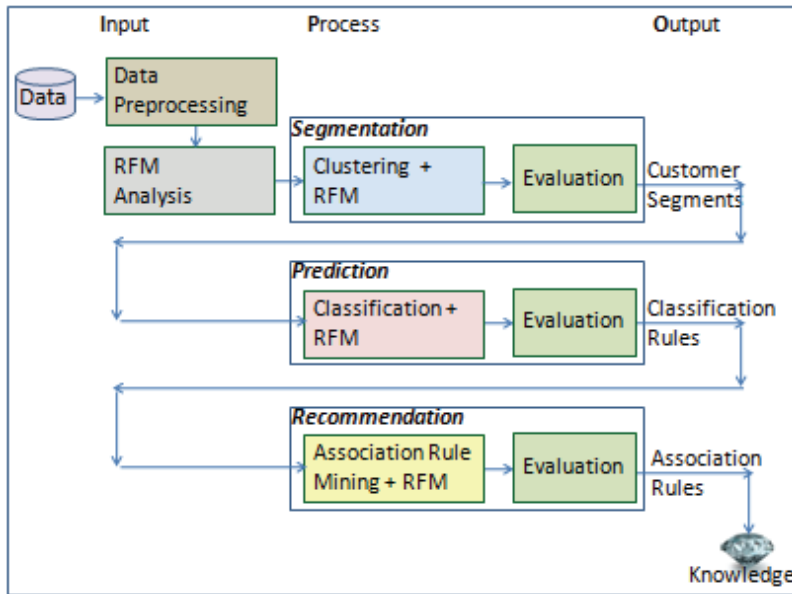 Input Process Output
Data
Data
Preprocessing
RFM
Analysis
Segmentation
Clustering +
RFM
Evaluation
Customer
Segments
Prediction
Classification +
RFM
Evaluation
Classification
Rules
Recommendation
Association Rule
Mining + RFM
Evaluation
Association
Rules
Knowledge